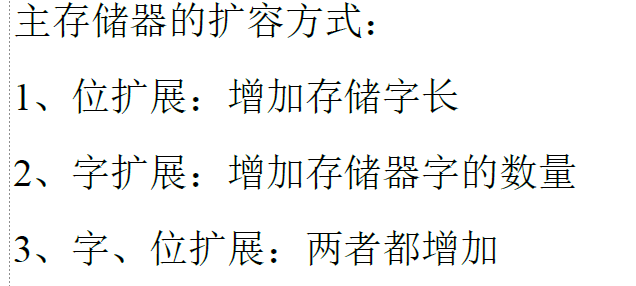 主存储器的扩容方式：
1、位扩展：增加存储字长
2、字扩展：增加存储器字的数量
3、字、位扩展：两者都增加